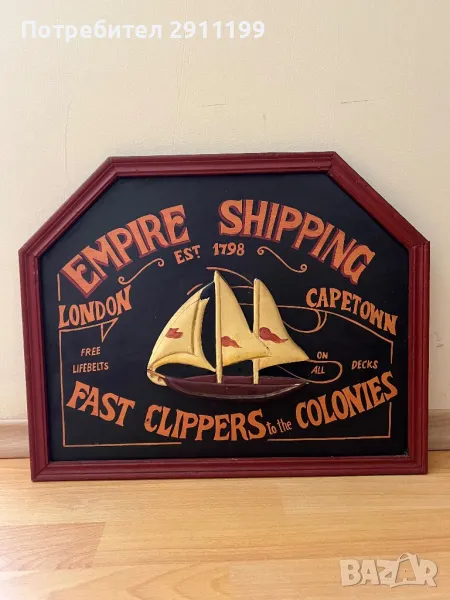 Потребител 2911199
EMPIRE SHIPPING
EST 1798
LONDON CAPETOWN
FREE LIFEBELTS ON ALL DECKS
FAST CLIPPERS to the COLONIES
BAZAR